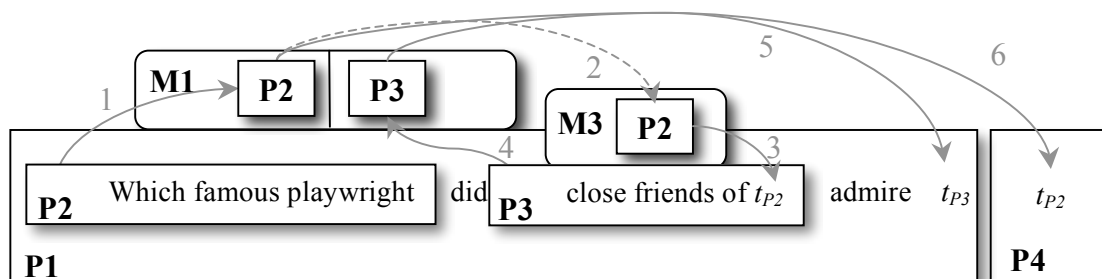 5
6
M1 P2 P3 2
1 M3 P2
4 3
P2 Which famous playwright did P3 close friends of tP2 admire tP3 tP2
P1 P4